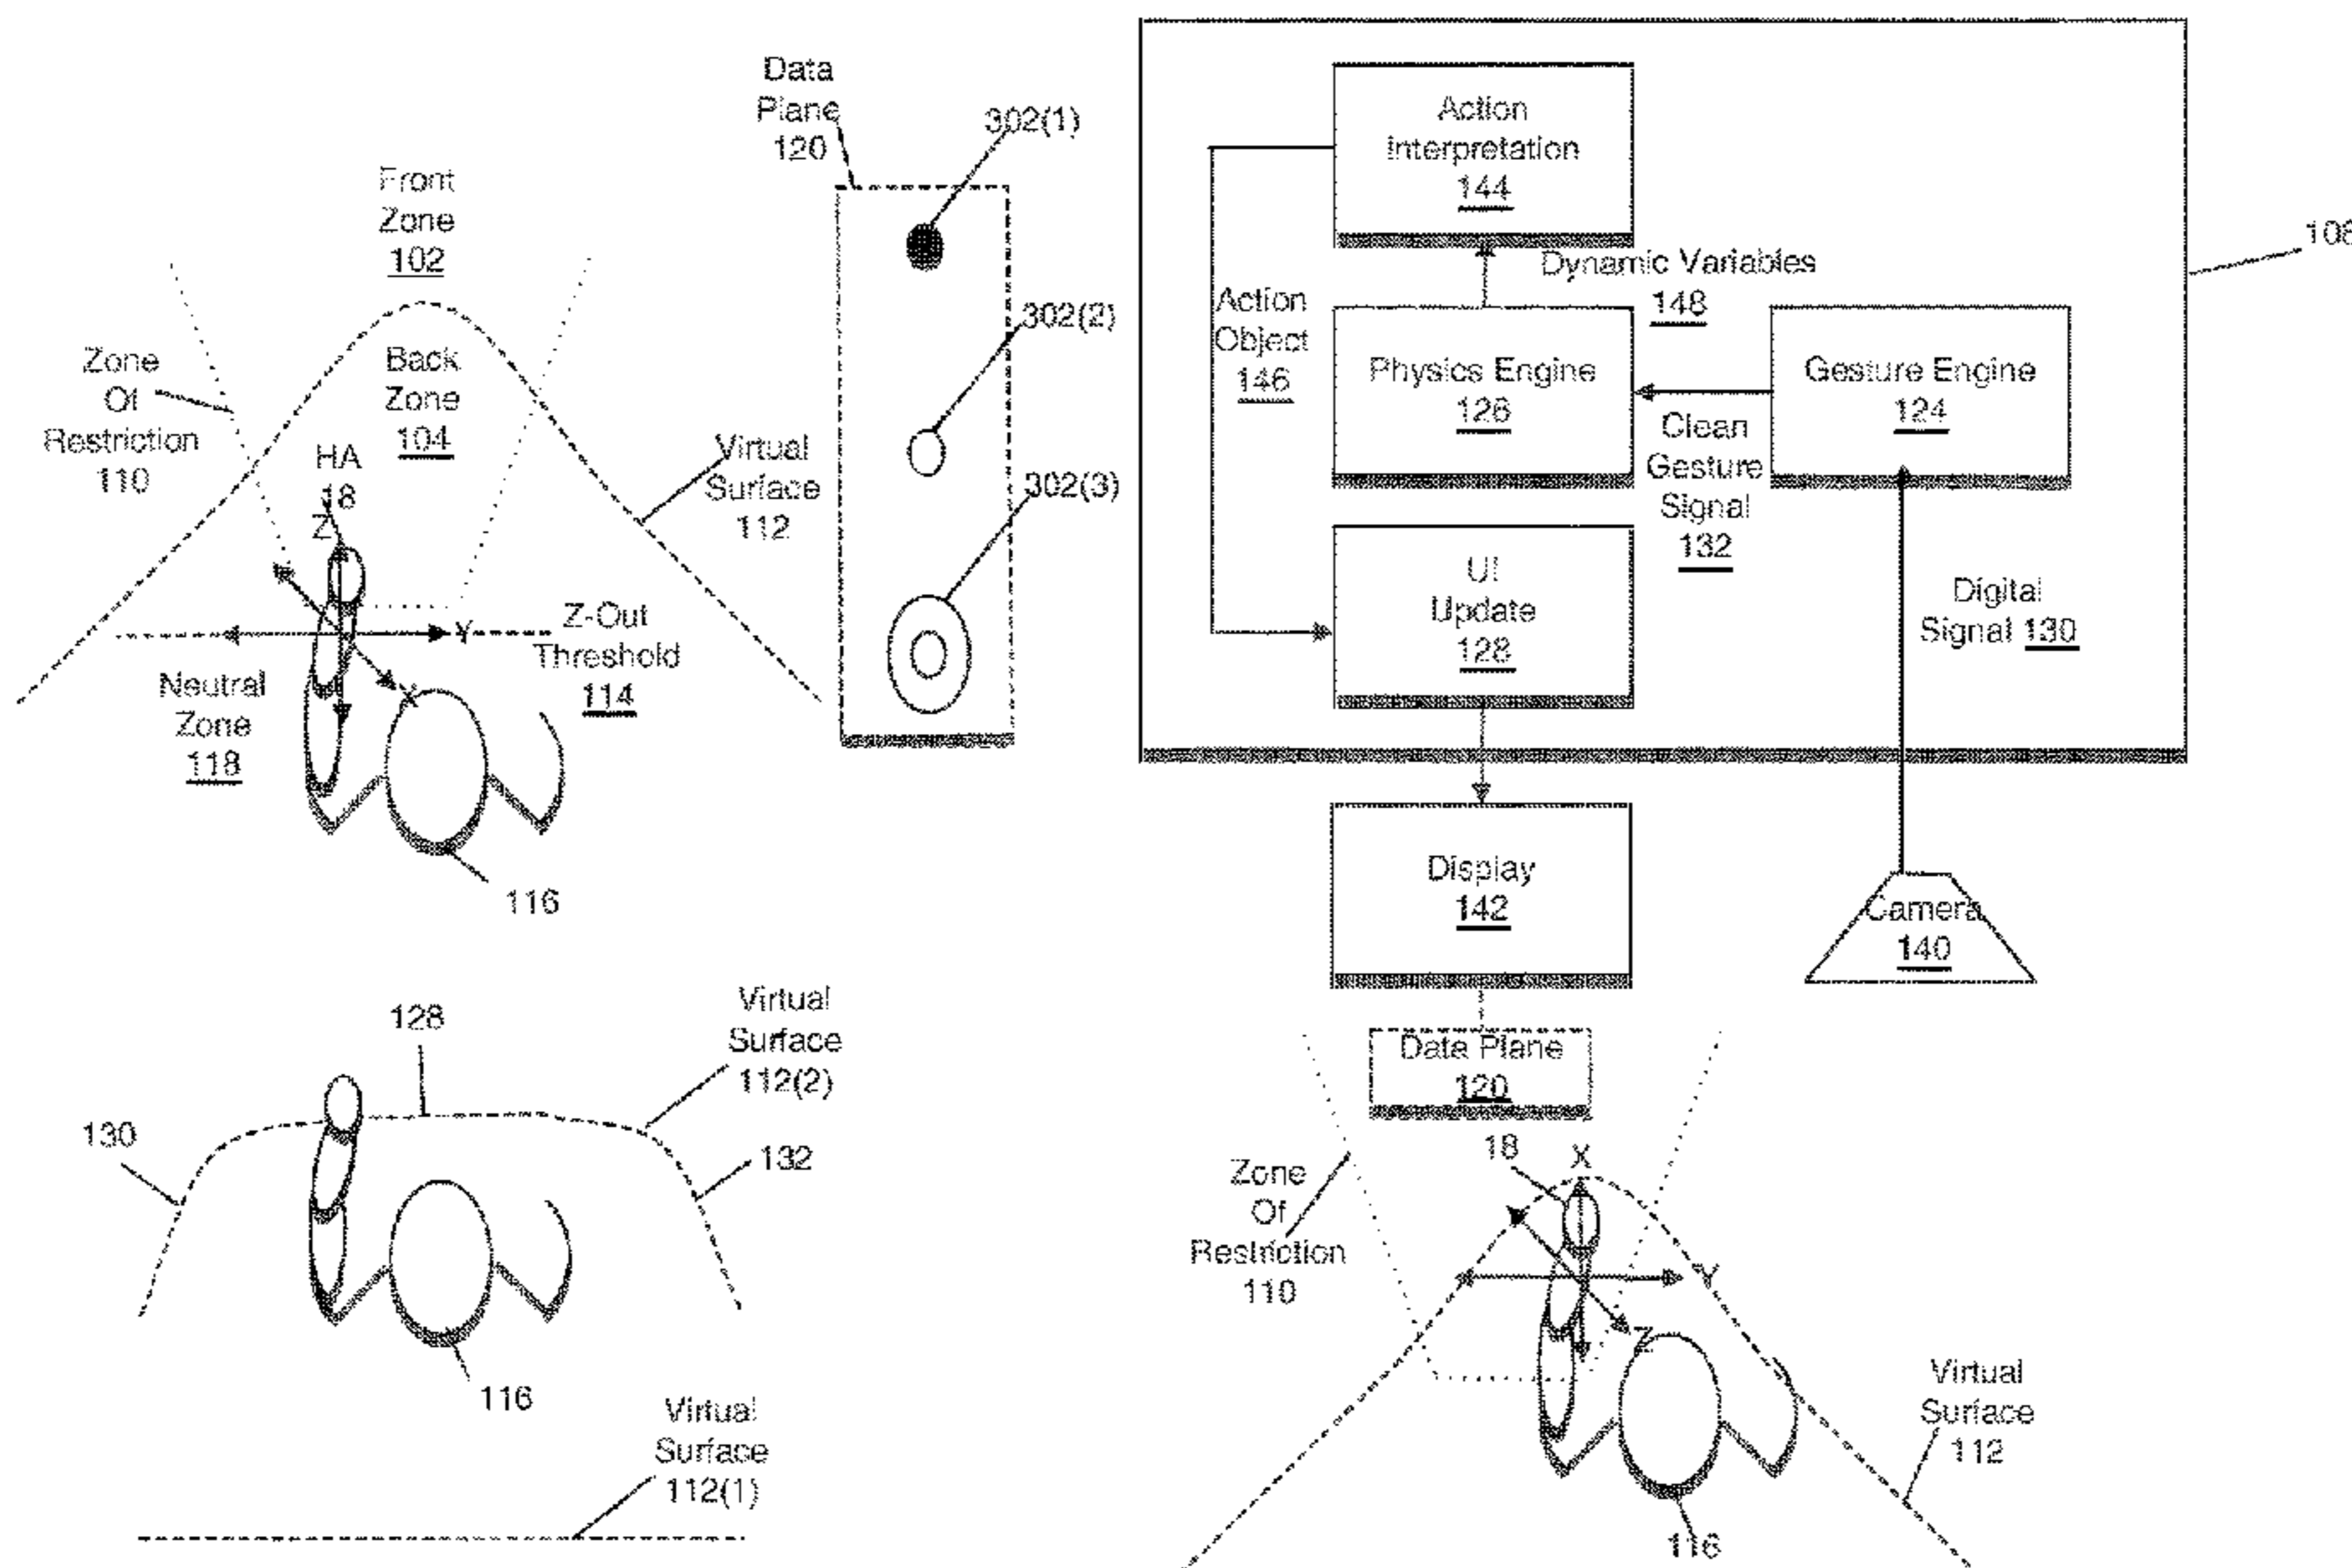 Data
Plane
120
302(1)
302(2)
302(3)
Front
Zone
102
Back
Zone
104
Zone
Of
Restriction
110
HA
18
Z
Y
X
Virtual
Surface
112
Z-Out
Threshold
114
Neutral
Zone
118
116
Action
Interpretation
144
Dynamic Variables
148
Action
Object
146
Physics Engine
126
Gesture Engine
124
Clean
Gesture
Signal
132
UI
Update
128
Digital
Signal 130
108
Display
142
Camera
140
128
Virtual
Surface
112(2)
130
132
116
Virtual
Surface
112(1)
Data Plane
120
18
X
Y
Z
Zone
Of
Restriction
110
Virtual
Surface
112
116